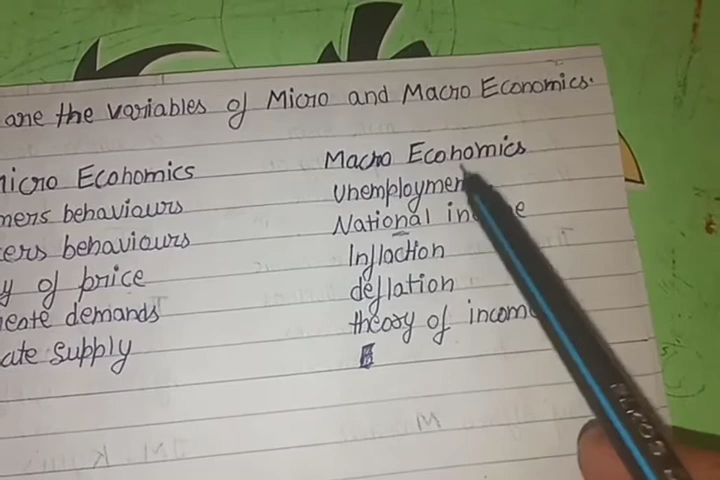 are the variables of Micro and Macro Economics.
icro Economics
mers behaviours
cers behaviours
y of price
eate demands
ate supply
Macro Economics
Unemploymen
National in e
Inflaction
deflation
theory of incom